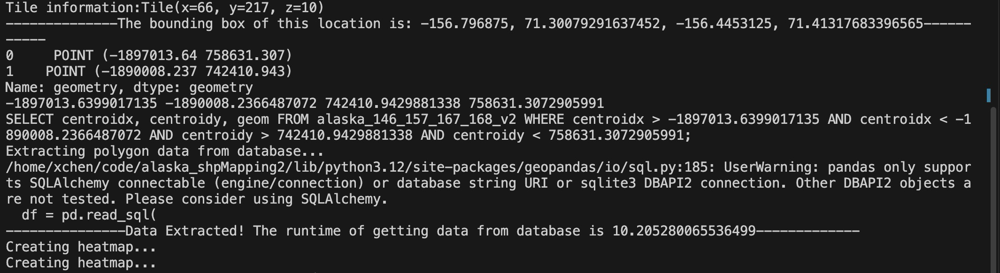 Tile information:Tile(x=66, y=217, z=10)
--------------The bounding box of this location is: -156.796875, 71.30079291637452, -156.4453125, 71.41317683396565------
-----
0     POINT (-1897013.64 758631.307)
1    POINT (-1890008.237 742410.943)
Name: geometry, dtype: geometry
-1897013.6399017135 -1890008.2366487072 742410.9429881338 758631.3072905991
SELECT centroidx, centroidy, geom FROM alaska_146_157_167_168_v2 WHERE centroidx > -1897013.6399017135 AND centroidx < -1
890008.2366487072 AND centroidy > 742410.9429881338 AND centroidy < 758631.3072905991;
Extracting polygon data from database...
/home/xchen/code/alaska_shpMapping2/lib/python3.12/site-packages/geopandas/io/sql.py:185: UserWarning: pandas only suppor
ts SQLAlchemy connectable (engine/connection) or database string URI or sqlite3 DBAPI2 connection. Other DBAPI2 objects a
re not tested. Please consider using SQLAlchemy.
  df = pd.read_sql(
---------------Data Extracted! The runtime of getting data from database is 10.205280065536499-------------
Creating heatmap...
Creating heatmap...